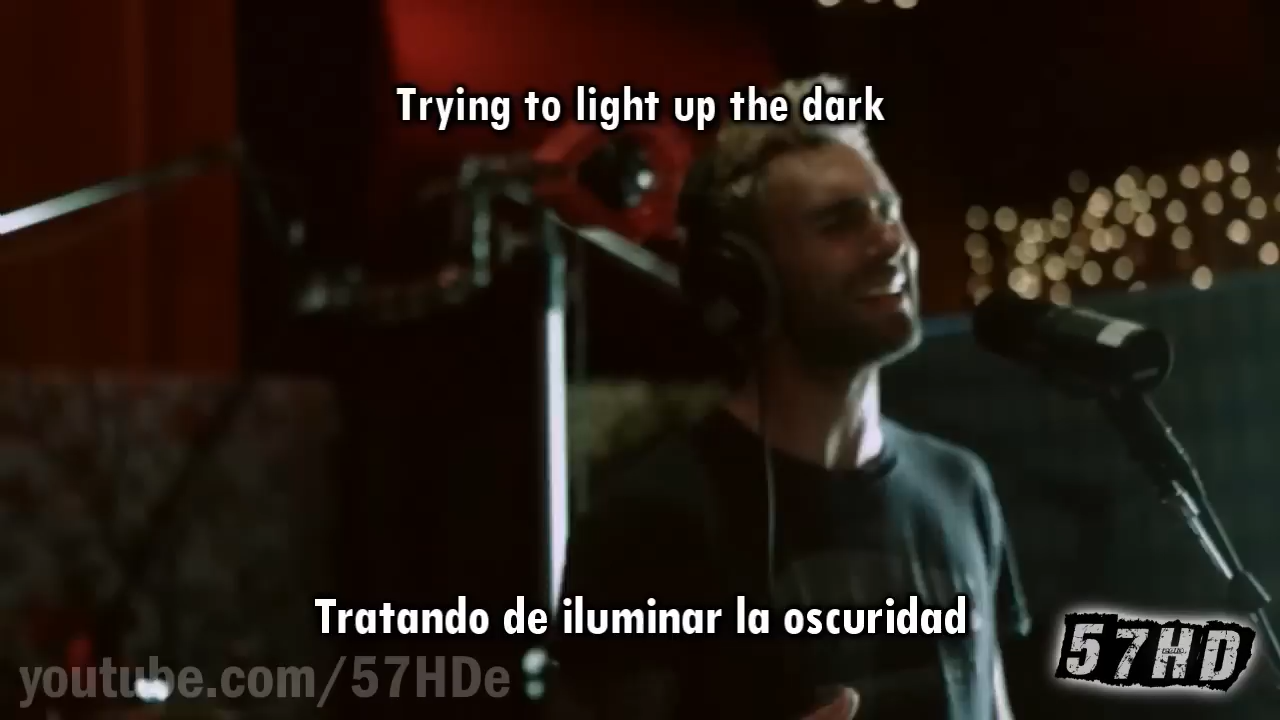 Trying to light up the dark
Tratando de iluminar la oscuridad
youtube.com/57HDe
57HD